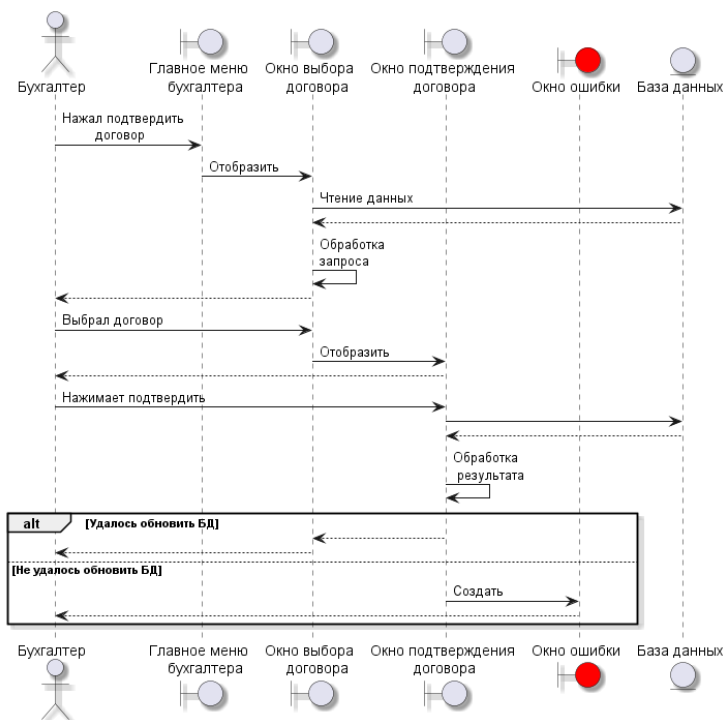 Бухгалтер
Главное меню
бухгалтера
Окно выбора
договора
Окно подтверждения
договора
Окно ошибки
База данных
Нажал подтвердить
договор
Отобразить
Чтение данных
Обработка
запроса
Выбрал договор
Отобразить
Нажимает подтвердить
Обработка
результата
alt
[Удалось обновить БД]
[Не удалось обновить БД]
Создать
Бухгалтер
Главное меню
бухгалтера
Окно выбора
договора
Окно подтверждения
договора
Окно ошибки
База данных